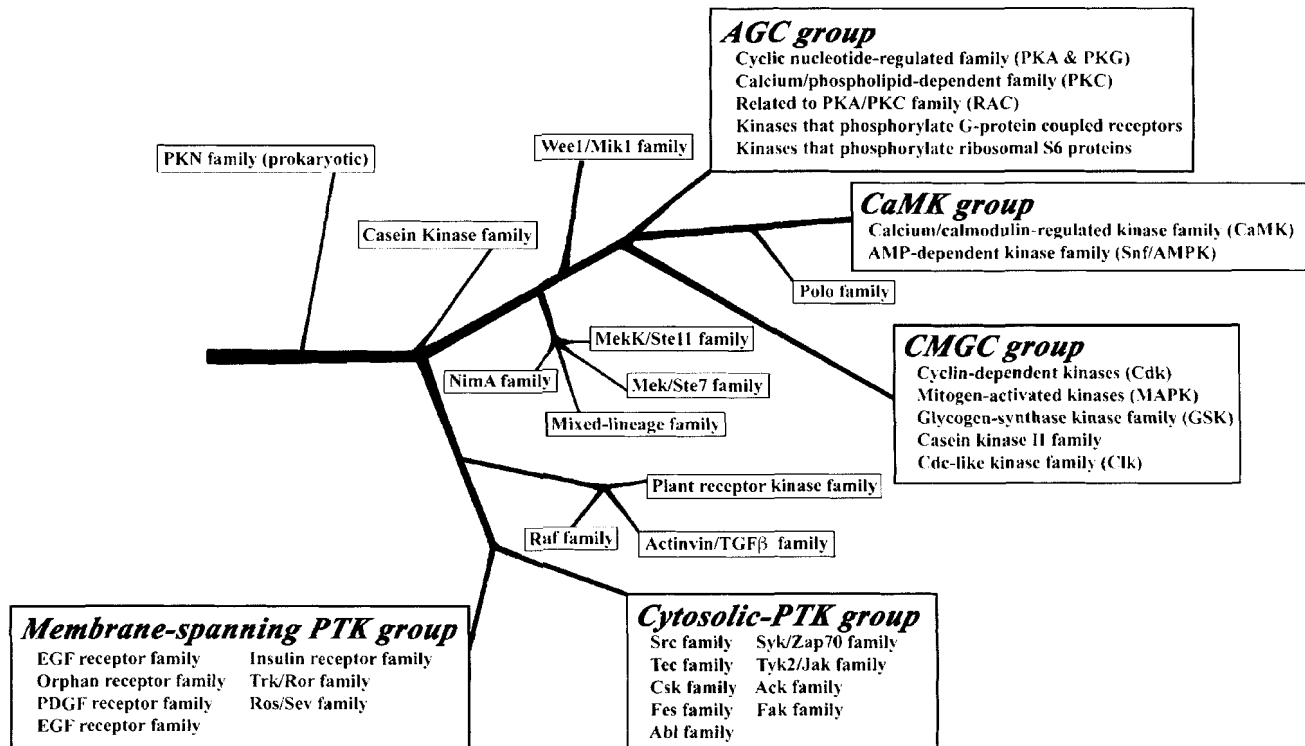 AGC group
Cyclic nucleotide-regulated family (PKA & PKG)
Calcium/phospholipid-dependent family (PKC)
Related to PKA/PKC family (RAC)
Kinases that phosphorylate G-protein coupled receptors
Kinases that phosphorylate ribosomal S6 proteins
Wee1/Mik1 family
PKN family (prokaryotic)
CaMK group
Calcium/calmodulin-regulated kinase family (CaMK)
AMP-dependent kinase family (Snf/AMPK)
Casein Kinase family
Polo family
MekK/Ste11 family
NimA family
Mek/Ste7 family
Mixed-lineage family
CMGC group
Cyclin-dependent kinases (Cdk)
Mitogen-activated kinases (MAPK)
Glycogen-synthase kinase family (GSK)
Casein kinase II family
Cdc-like kinase family (Clk)
Plant receptor kinase family
Raf family
Actinvin/TGFβ family
Membrane-spanning PTK group
EGF receptor family Insulin receptor family
Orphan receptor family Trk/Ror family
PDGF receptor family Ros/Sev family
EGF receptor family
Cytosolic-PTK group
Src family Syk/Zap70 family
Tec family Tyk2/Jak family
Csk family Ack family
Fes family Fak family
Abl family